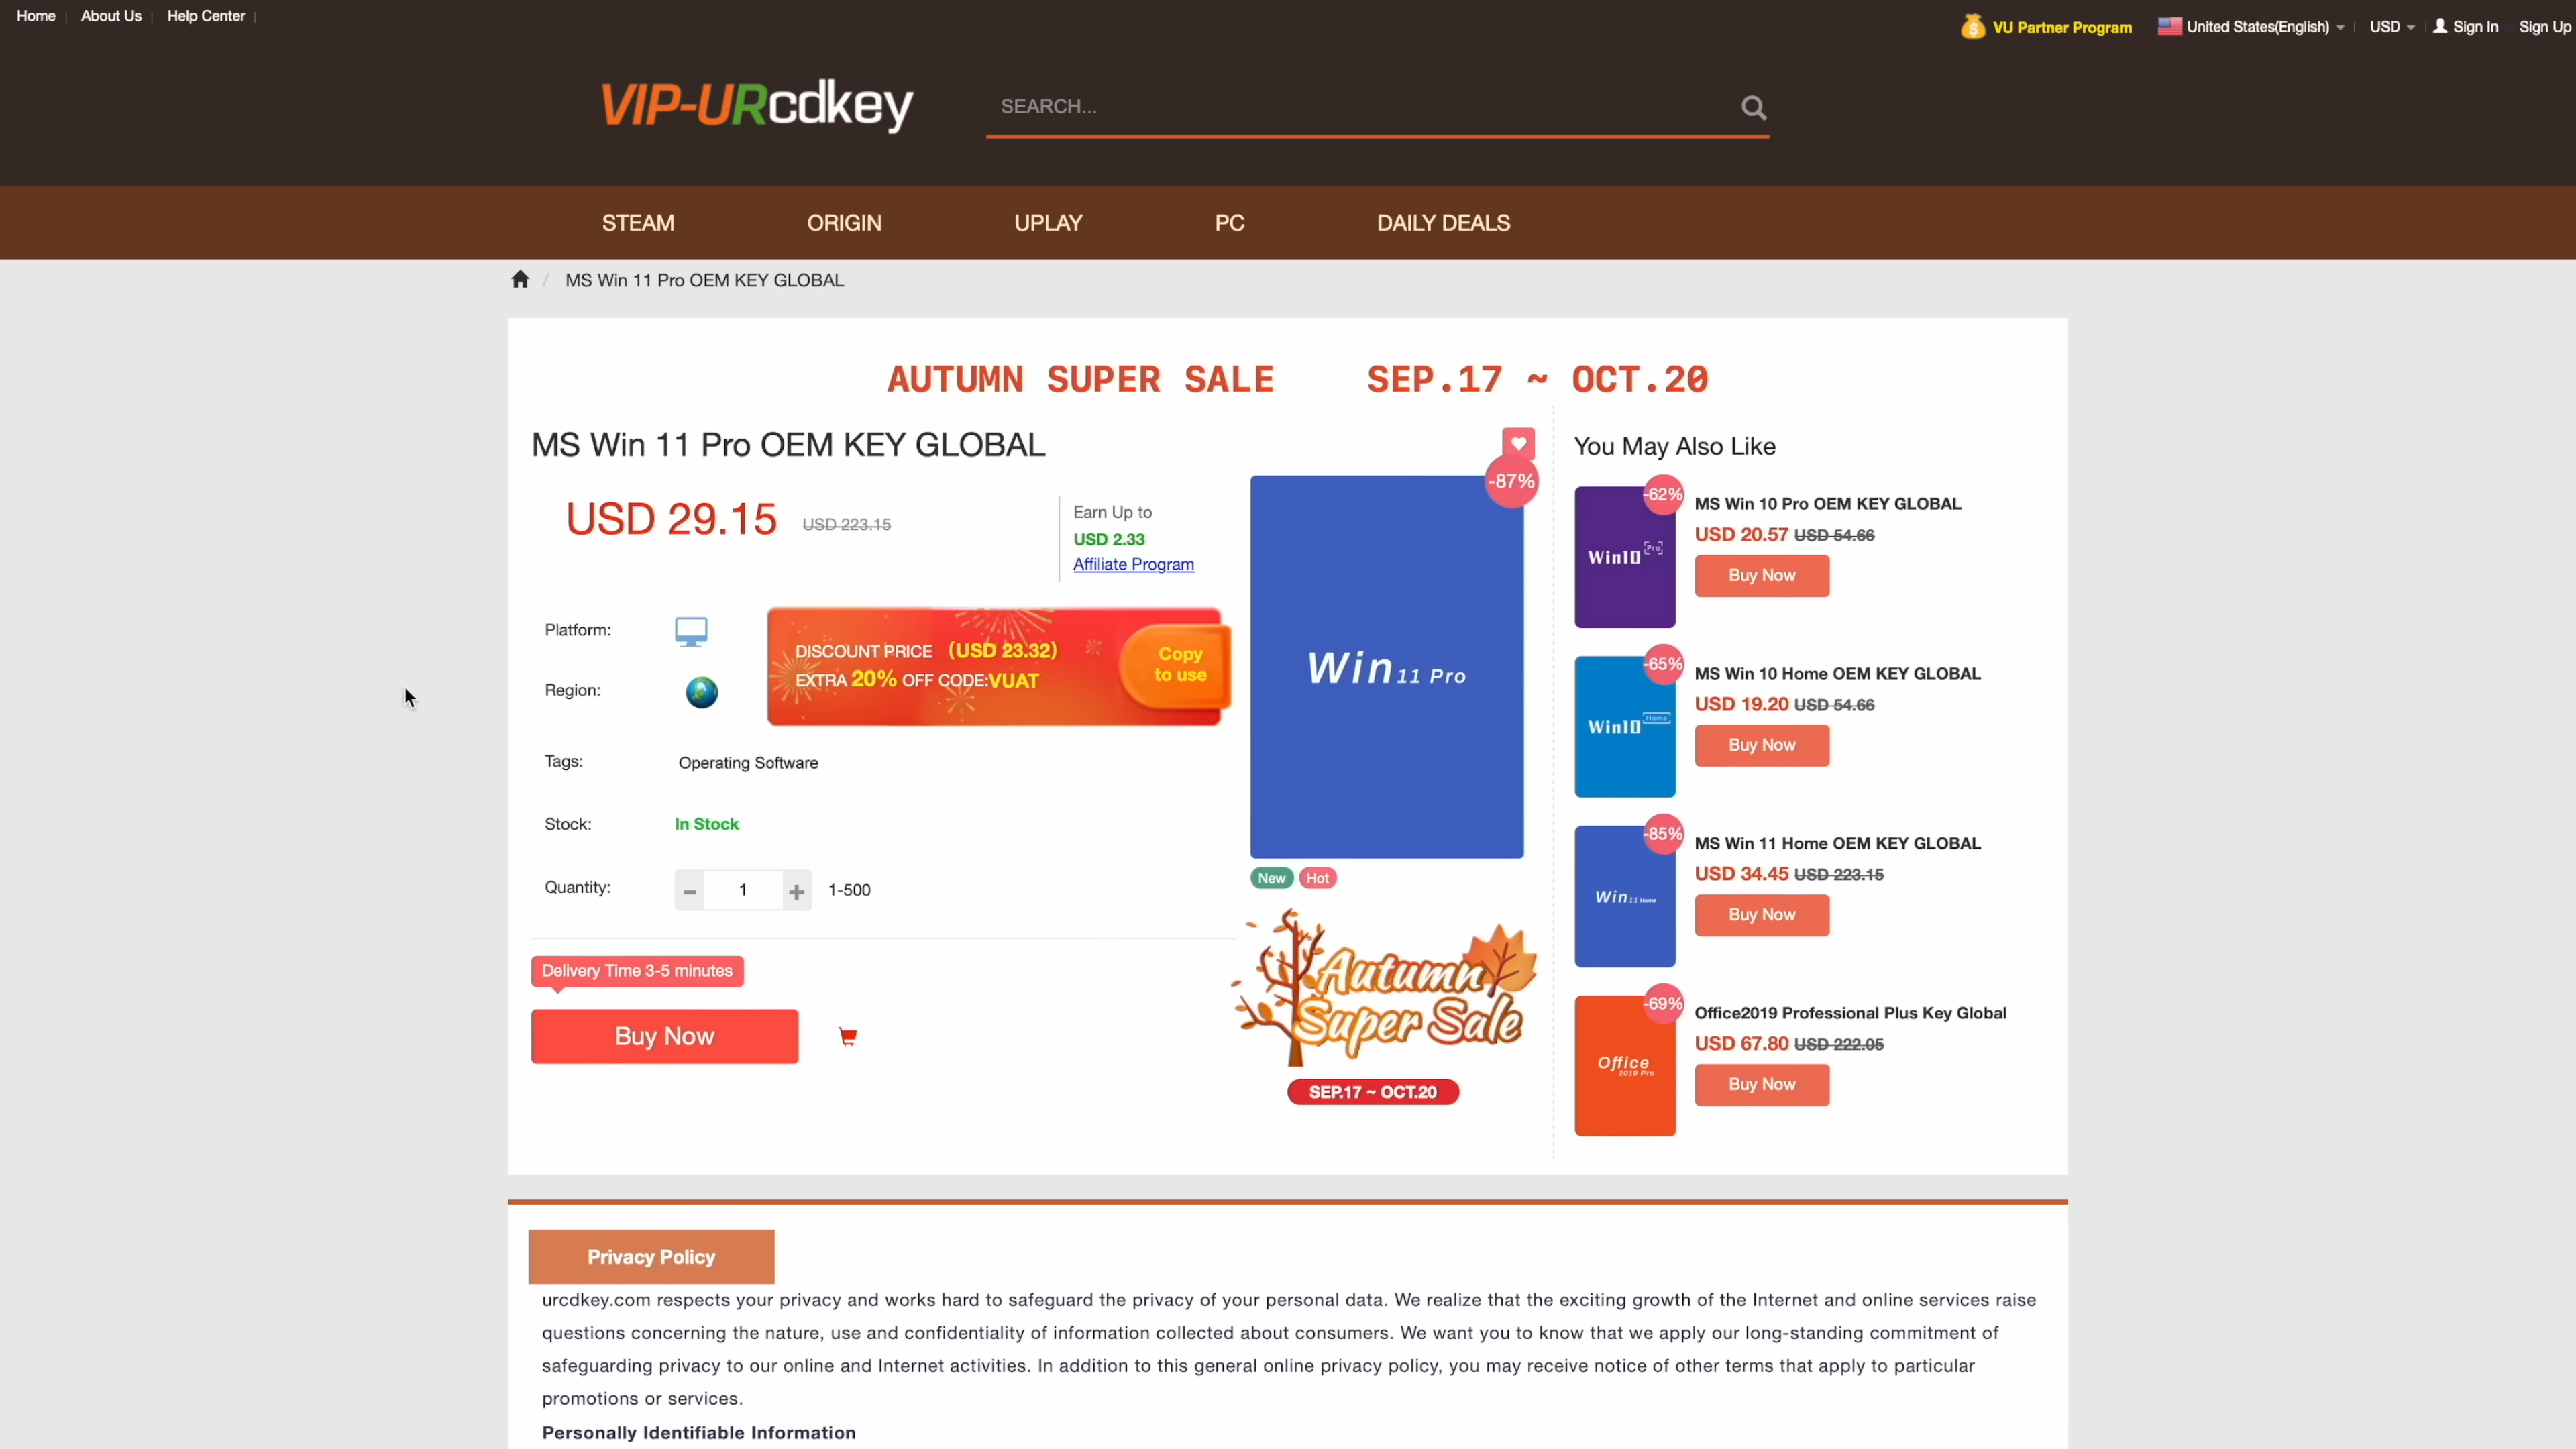 Home
About Us
Help Center
VU Partner Program
United States(English)
USD
Sign In
Sign Up
VIP-URcdkey
SEARCH...
STEAM
ORIGIN
UPLAY
PC
DAILY DEALS
MS Win 11 Pro OEM KEY GLOBAL
AUTUMN SUPER SALE SEP.17 ~ OCT.20
MS Win 11 Pro OEM KEY GLOBAL
USD 29.15 USD 223.15
Earn Up to
USD 2.33
Affiliate Program
Platform:
Region:
DISCOUNT PRICE (USD 23.32)
EXTRA 20% OFF CODE:VUAT
Copy
to use
Tags:
Operating Software
Stock:
In Stock
Quantity:
1
1-500
Delivery Time 3-5 minutes
Buy Now
-87%
Win 11 Pro
New
Hot
Autumn
Super Sale
SEP.17 ~ OCT.20
You May Also Like
-62%
Win10 Pro
MS Win 10 Pro OEM KEY GLOBAL
USD 20.57 USD 54.66
Buy Now
-65%
Win10 Home
MS Win 10 Home OEM KEY GLOBAL
USD 19.20 USD 54.66
Buy Now
-85%
Win 11 Home
MS Win 11 Home OEM KEY GLOBAL
USD 34.45 USD 223.15
Buy Now
-69%
Office
2019 Pro
Office2019 Professional Plus Key Global
USD 67.80 USD 222.05
Buy Now
Privacy Policy
urcdkey.com respects your privacy and works hard to safeguard the privacy of your personal data. We realize that the exciting growth of the Internet and online services raise
questions concerning the nature, use and confidentiality of information collected about consumers. We want you to know that we apply our long-standing commitment of
safeguarding privacy to our online and Internet activities. In addition to this general online privacy policy, you may receive notice of other terms that apply to particular
promotions or services.
Personally Identifiable Information